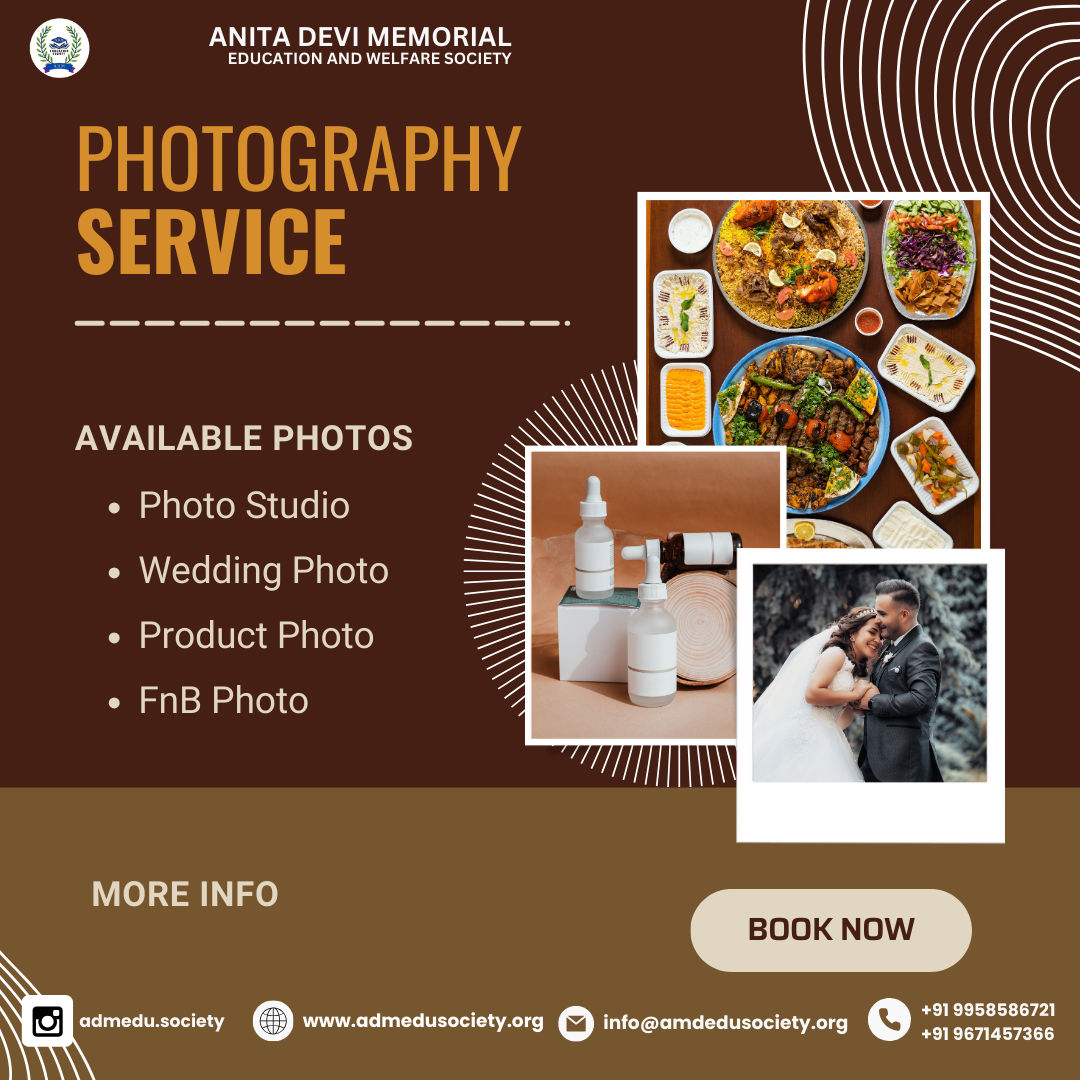 ANITA DEVI MEMORIAL
EDUCATION AND WELFARE SOCIETY
PHOTOGRAPHY
SERVICE
AVAILABLE PHOTOS
• Photo Studio
• Wedding Photo
• Product Photo
• FnB Photo
MORE INFO
BOOK NOW
admedu.society
www.admedusociety.org
info@amdedusociety.org
+91 9958586721
+91 9671457366